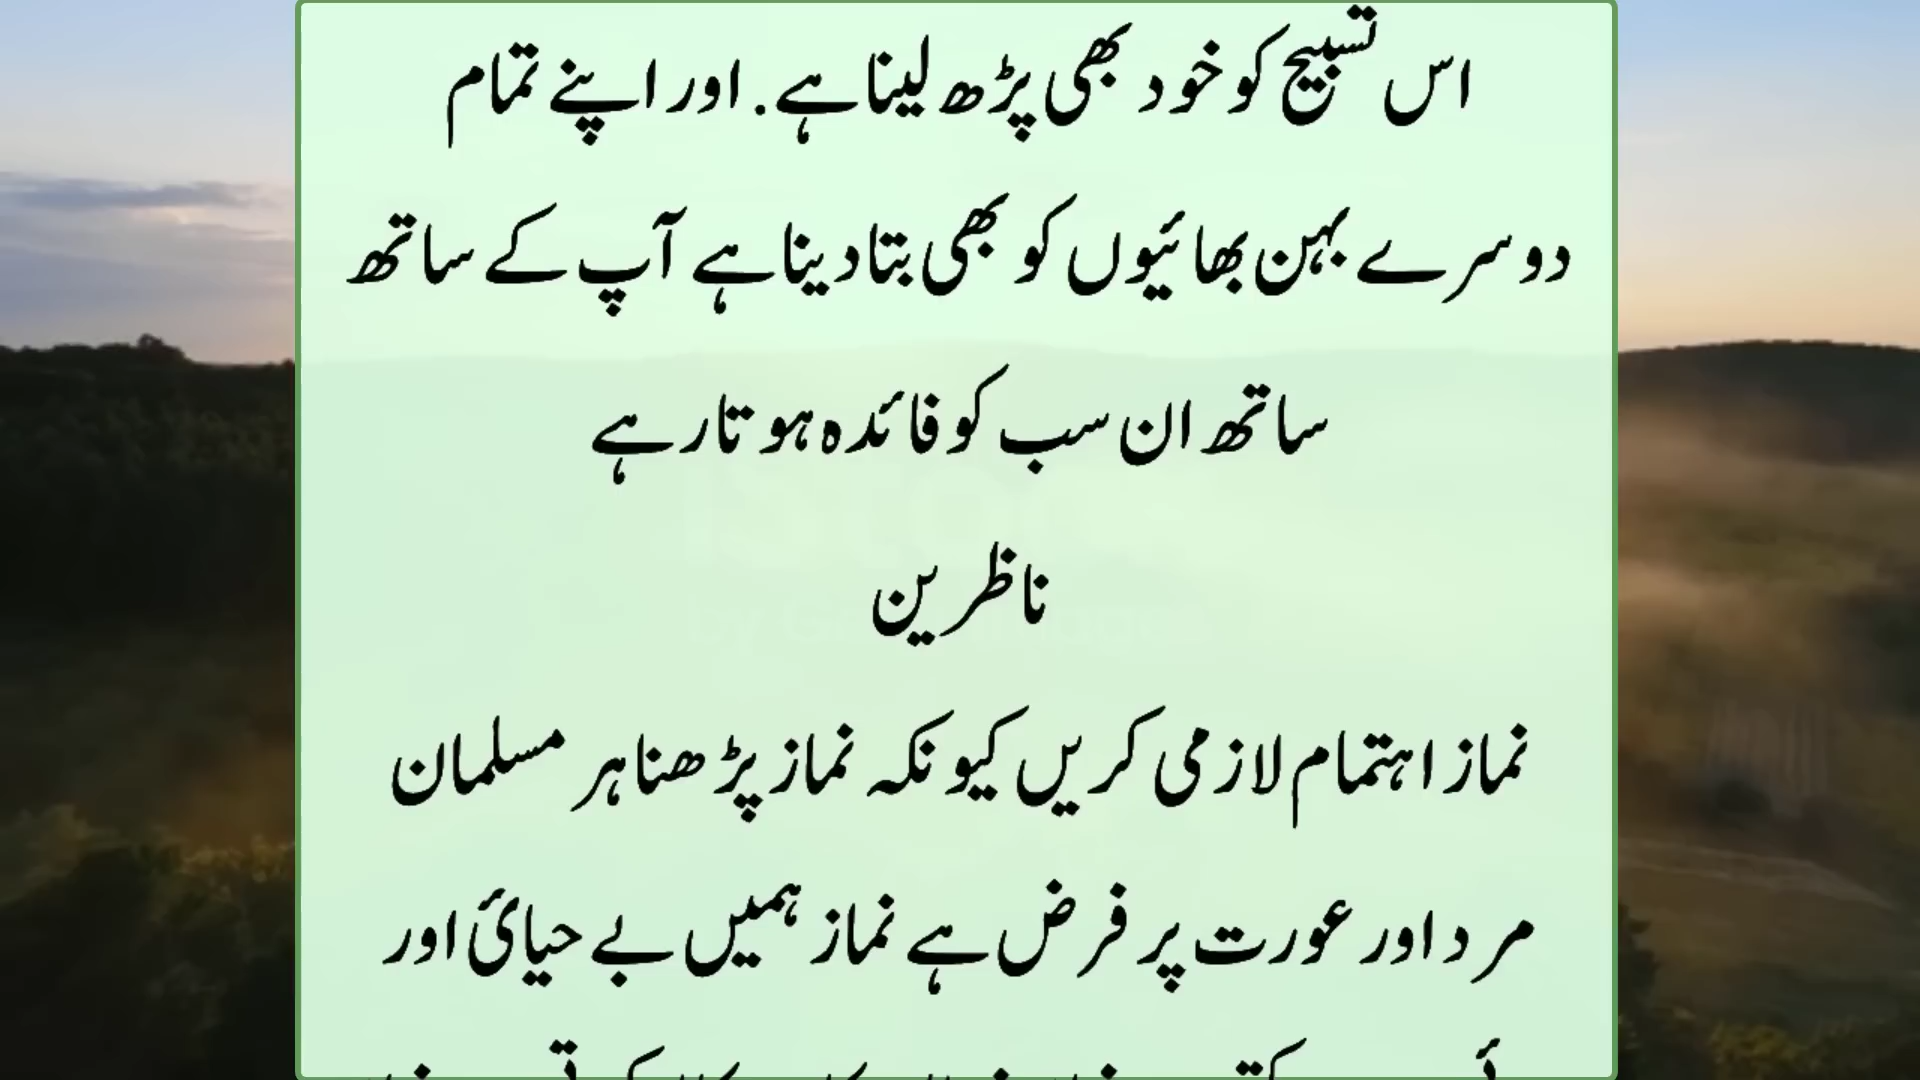 اس تسبیح کو خود بھی پڑھ لینا ہے. اور اپنے تمام
دوسرے بہن بھائیوں کو بھی بتا دینا ہے آپ کے ساتھ
ساتھ ان سب کو فائدہ ہوتا رہے
ناظرین
نماز اہتمام لازمی کریں کیونکہ نماز پڑھنا ہر مسلمان
مرد اور عورت پر فرض ہے نماز ہمیں بے حیائ اور